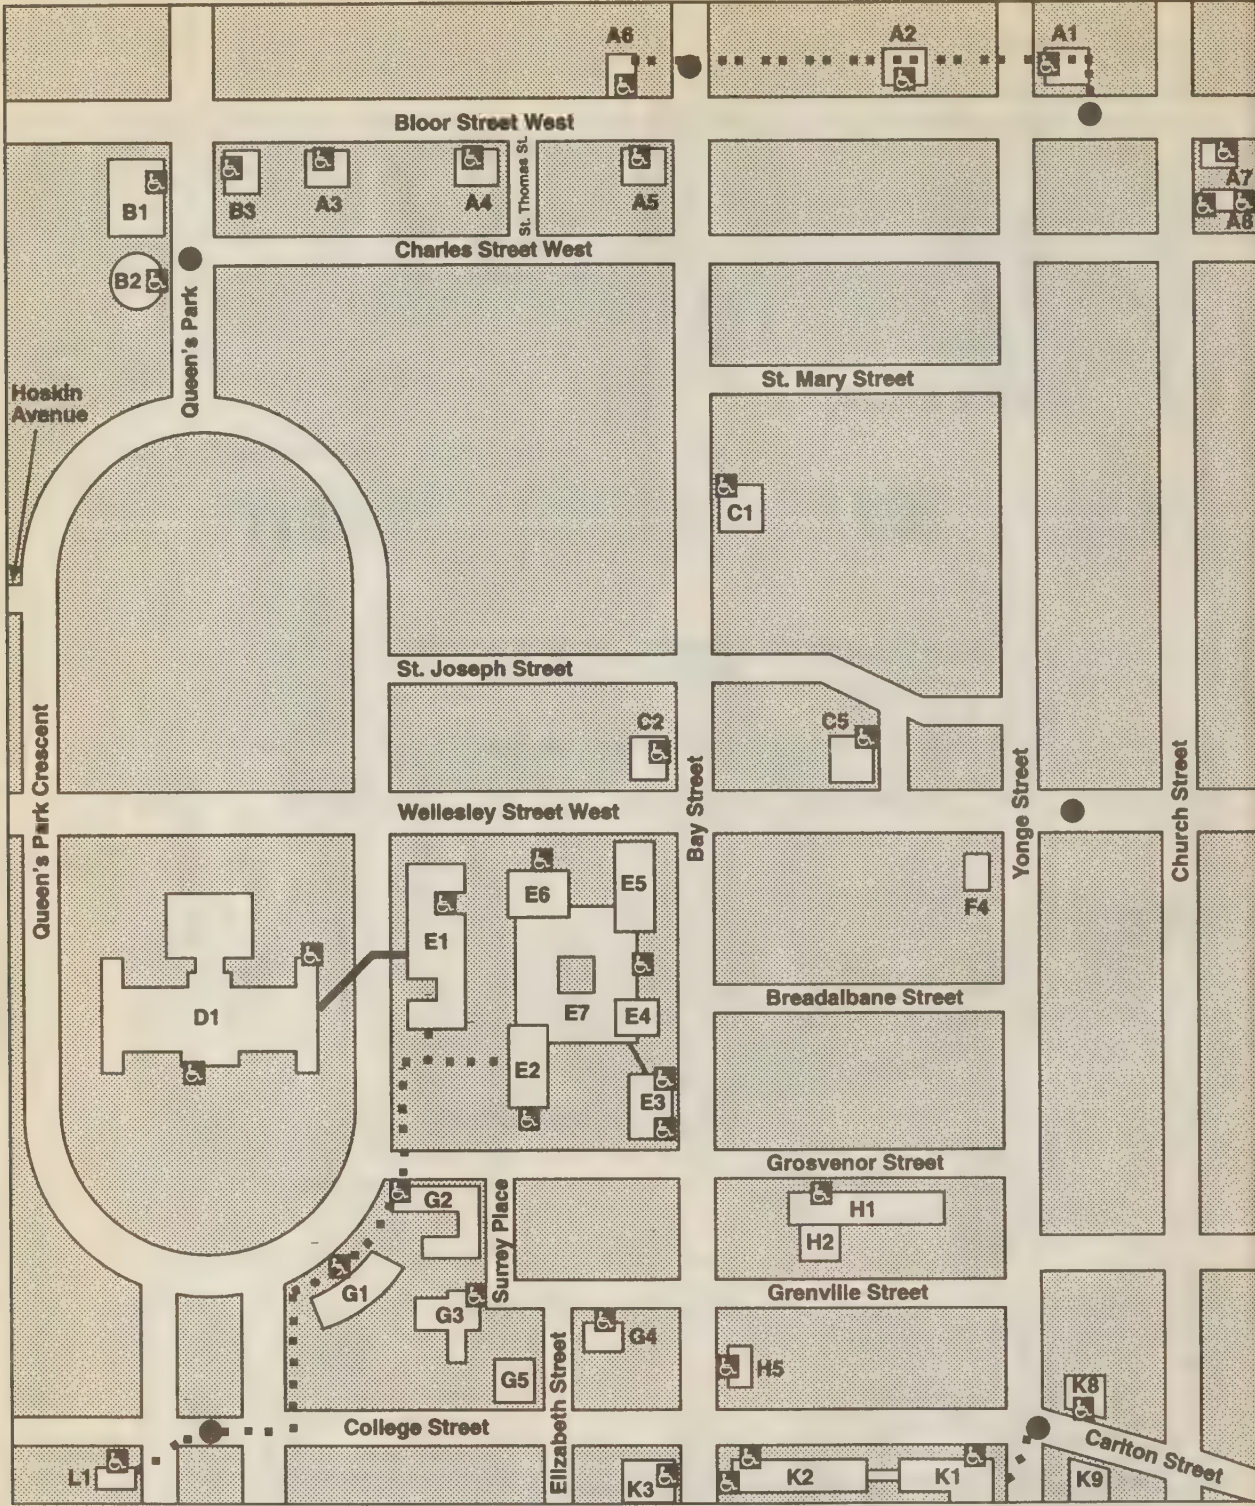 A6
A2
A1
Bloor Street West
St. Thomas St.
A7
A8
B1
B3
A3
A4
A5
Charles Street West
B2
Queen's Park
St. Mary Street
Hoskin
Avenue
C1
St. Joseph Street
C2
C5
Queen's Park Crescent
Wellesley Street West
Bay Street
Yonge Street
Church Street
E6
E5
F4
E1
Breadalbane Street
D1
E7
E4
E2
E3
Grosvenor Street
G2
H1
Surrey Place
H2
G1
Grenville Street
G3
G4
H5
G5
Elizabeth Street
K8
College Street
Carlton Street
L1
K3
K2
K1
K9